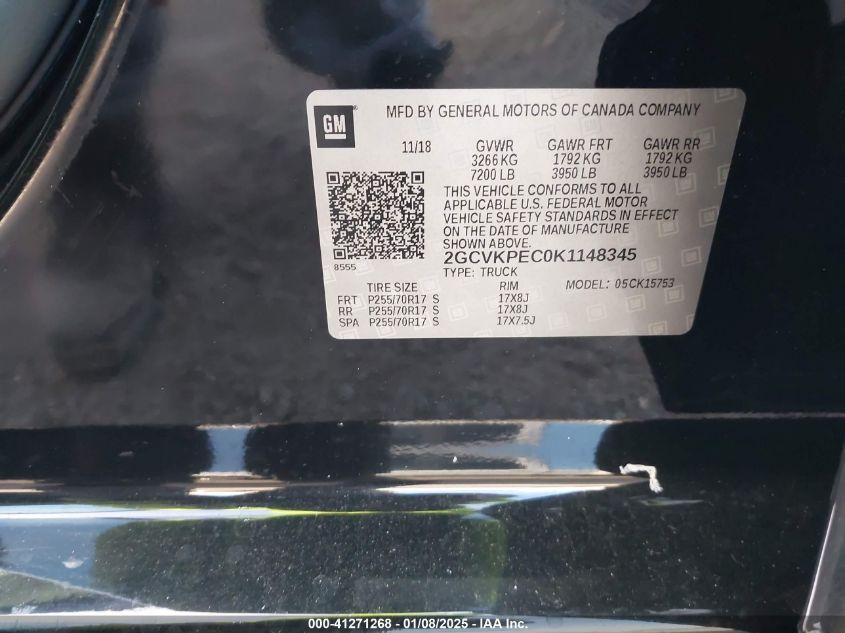 GM
MFD BY GENERAL MOTORS OF CANADA COMPANY
11/18 GVWR GAWR FRT GAWR RR
3266 KG 1792 KG 1792 KG
7200 LB 3950 LB 3950 LB
THIS VEHICLE CONFORMS TO ALL
APPLICABLE U.S. FEDERAL MOTOR
VEHICLE SAFETY STANDARDS IN EFFECT
ON THE DATE OF MANUFACTURE
SHOWN ABOVE.
2GCVKPEC0K1148345
8555
TYPE: TRUCK
TIRE SIZE RIM MODEL: 05CK15753
FRT P255/70R17 S 17X8J
RR P255/70R17 S 17X8J
SPA P255/70R17 S 17X7.5J
000-41271268 - 01/08/2025 - IAA Inc.